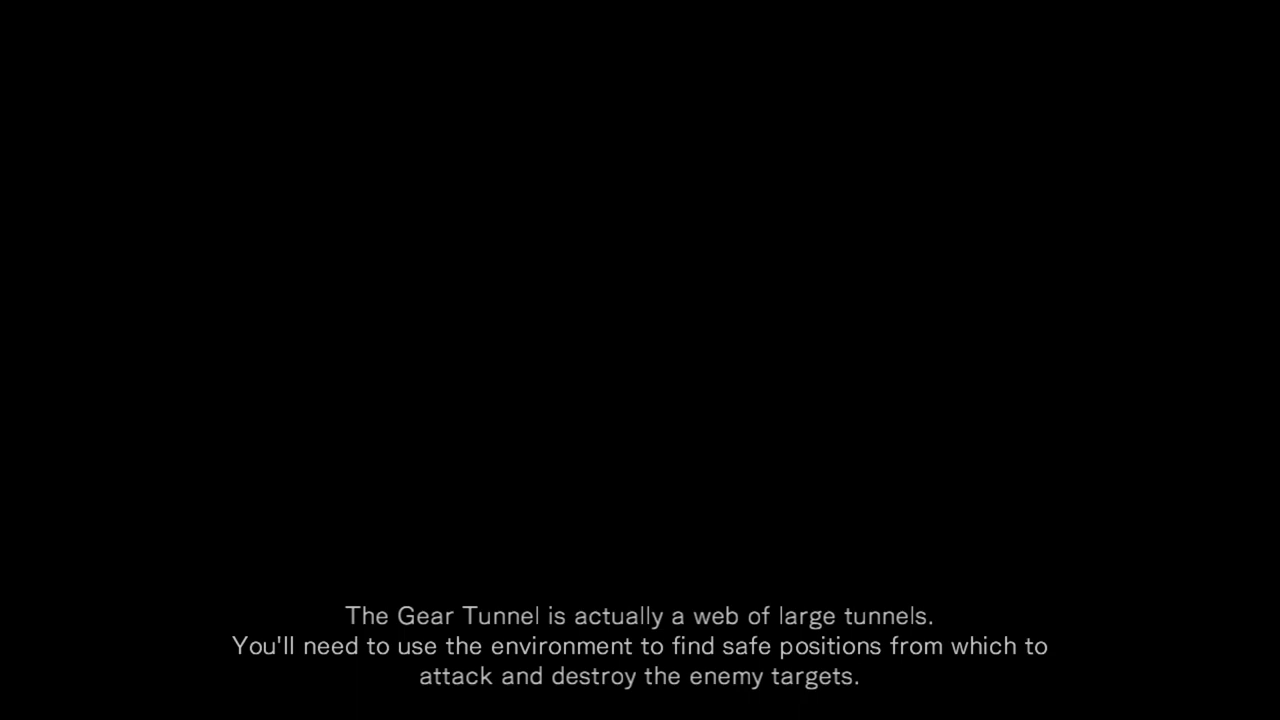 The Gear Tunnel is actually a web of large tunnels.
You'll need to use the environment to find safe positions from which to
attack and destroy the enemy targets.